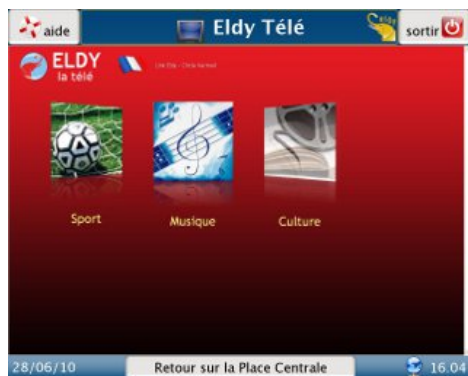 aide
Eldy Télé
eldy
sortir
ELDY
la télé
Sport
Musique
Culture
28/06/10
Retour sur la Place Centrale
16.04